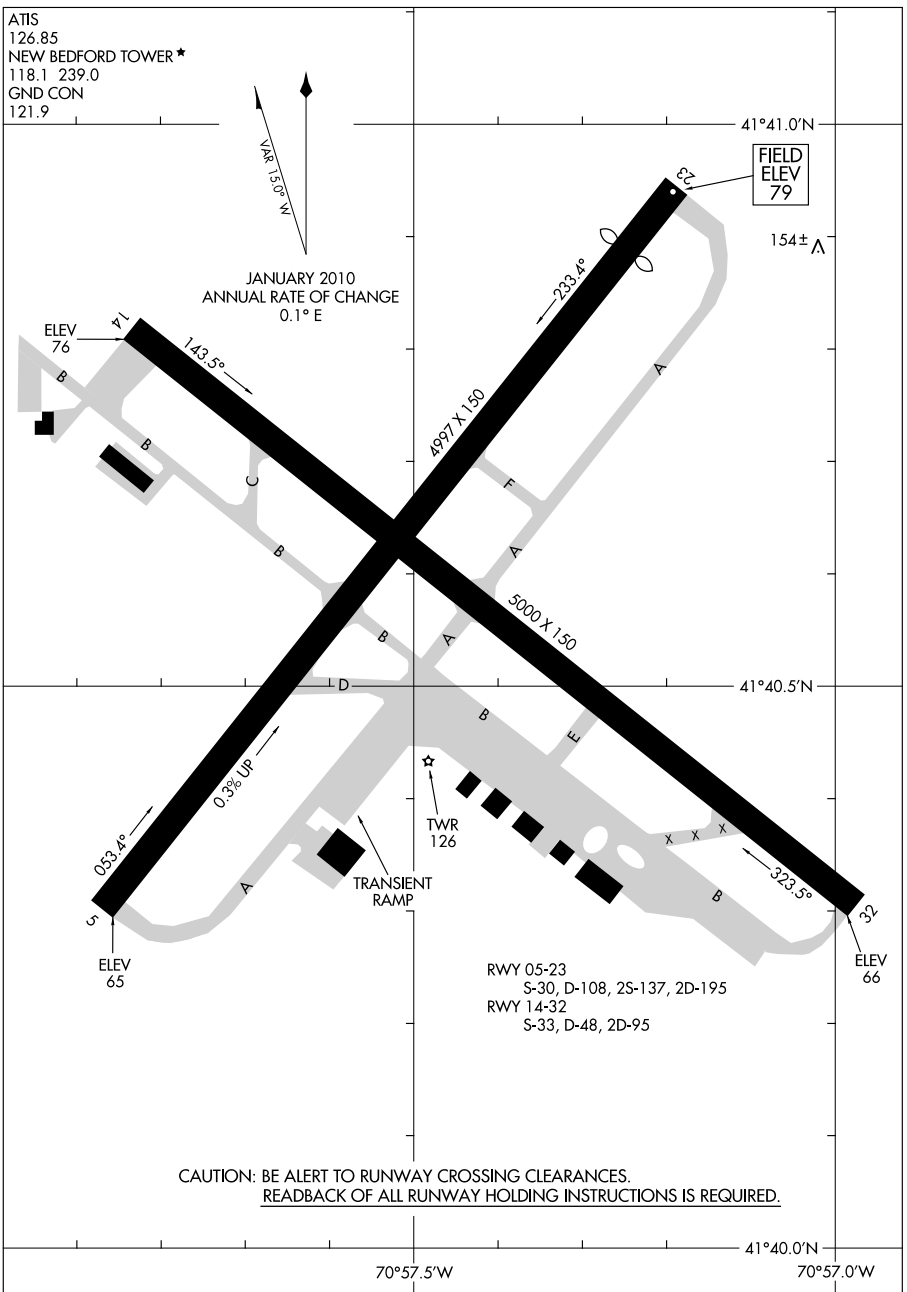 ATIS
126.85
NEW BEDFORD TOWER★
118.1 239.0
GND CON
121.9
VAR 15.0° W
JANUARY 2010
ANNUAL RATE OF CHANGE
0.1° E
41°41.0'N
FIELD
ELEV
79
23
154±
233.4°
14
ELEV
76
143.5°
B
A
4997 X 150
B
C
F
B
A
5000 X 150
B
A
D
41°40.5'N
B
E
0.3% UP
TWR
126
X X X
053.4°
TRANSIENT
RAMP
A
323.5°
B
5
32
ELEV
65
ELEV
66
RWY 05-23
S-30, D-108, 2S-137, 2D-195
RWY 14-32
S-33, D-48, 2D-95
CAUTION: BE ALERT TO RUNWAY CROSSING CLEARANCES.
READBACK OF ALL RUNWAY HOLDING INSTRUCTIONS IS REQUIRED.
41°40.0'N
70°57.5'W
70°57.0'W